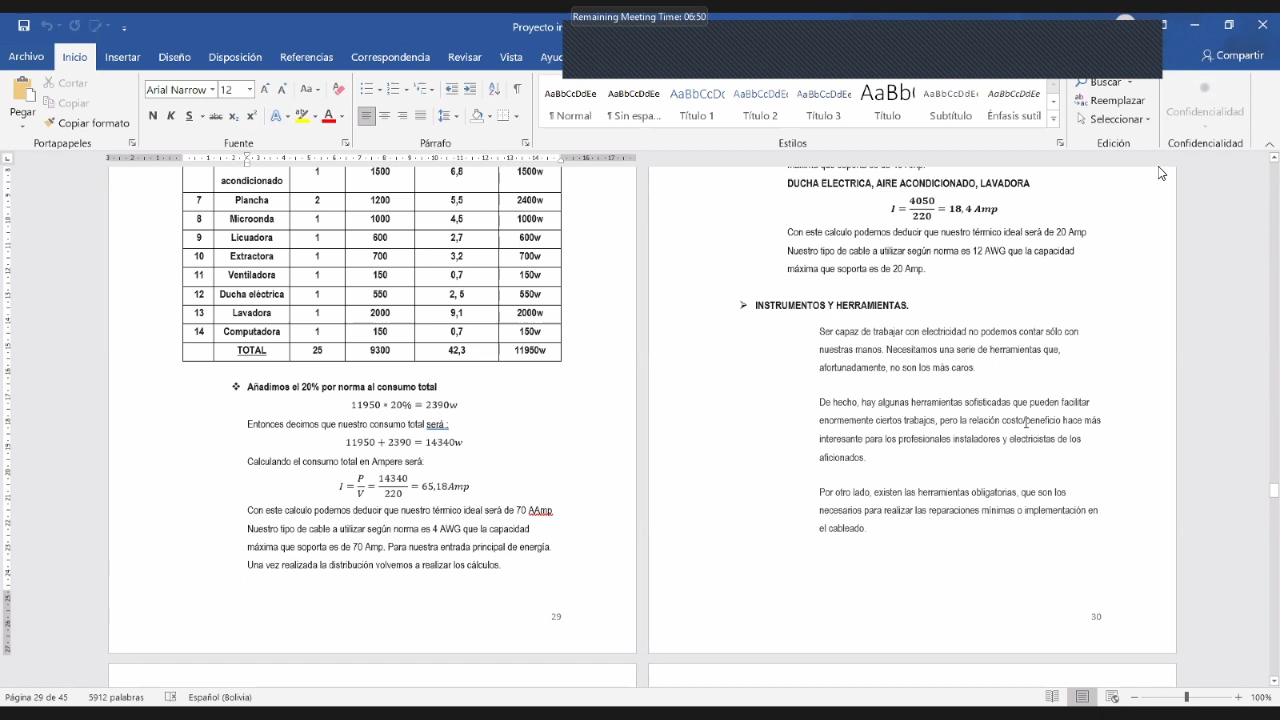 Remaining Meeting Time: 06:50
Proyecto in
Archivo Inicio Insertar Diseño Disposición Referencias Correspondencia Revisar Vista Ayu
Compartir
Pegar
Cortar
Copiar
Copiar formato
Portapapeles
Arial Narrow 12
N K S abc x₂ x²
Fuente
Párrafo
AaBbCcDdEe AaBbCcDdEe AaBbCcDc AaBbCcDdEe AaBbCcDdEe AaBb( AaBbCcDdEe AaBbCcDdEe
¶ Normal ¶ Sin espa... Título 1 Título 2 Título 3 Título Subtítulo Énfasis sutil
Estilos
Buscar
Reemplazar
Seleccionar
Edición
Confidencialidad
Confidencialidad
acondicionado 1 1500 6,8 1500w
7 Plancha 2 1200 5,5 2400w
8 Microonda 1 1000 4,5 1000w
9 Licuadora 1 600 2,7 600w
10 Extractora 1 700 3,2 700w
11 Ventiladora 1 150 0,7 150w
12 Ducha eléctrica 1 550 2, 5 550w
13 Lavadora 1 2000 9,1 2000w
14 Computadora 1 150 0,7 150w
TOTAL 25 9300 42,3 11950w
❖ Añadimos el 20% por norma al consumo total
11950 * 20% = 2390w
Entonces decimos que nuestro consumo total será :
11950 + 2390 = 14340w
Calculando el consumo total en Ampere será:
I = P/V = 14340/220 = 65,18Amp
Con este calculo podemos deducir que nuestro térmico ideal será de 70 AAmp
Nuestro tipo de cable a utilizar según norma es 4 AWG que la capacidad
máxima que soporta es de 70 Amp. Para nuestra entrada principal de energía.
Una vez realizada la distribución volvemos a realizar los cálculos.
29
DUCHA ELECTRICA, AIRE ACONDICIONADO, LAVADORA
I = 4050/220 = 18,4 Amp
Con este calculo podemos deducir que nuestro térmico ideal será de 20 Amp
Nuestro tipo de cable a utilizar según norma es 12 AWG que la capacidad
máxima que soporta es de 20 Amp.
➢ INSTRUMENTOS Y HERRAMIENTAS.
Ser capaz de trabajar con electricidad no podemos contar sólo con
nuestras manos. Necesitamos una serie de herramientas que,
afortunadamente, no son los más caros.
De hecho, hay algunas herramientas sofisticadas que pueden facilitar
enormemente ciertos trabajos, pero la relación costo/beneficio hace más
interesante para los profesionales instaladores y electricistas de los
aficionados.
Por otro lado, existen las herramientas obligatorias, que son los
necesarios para realizar las reparaciones mínimas o implementación en
el cableado.
30
Página 29 de 45 5912 palabras Español (Bolivia)
100%